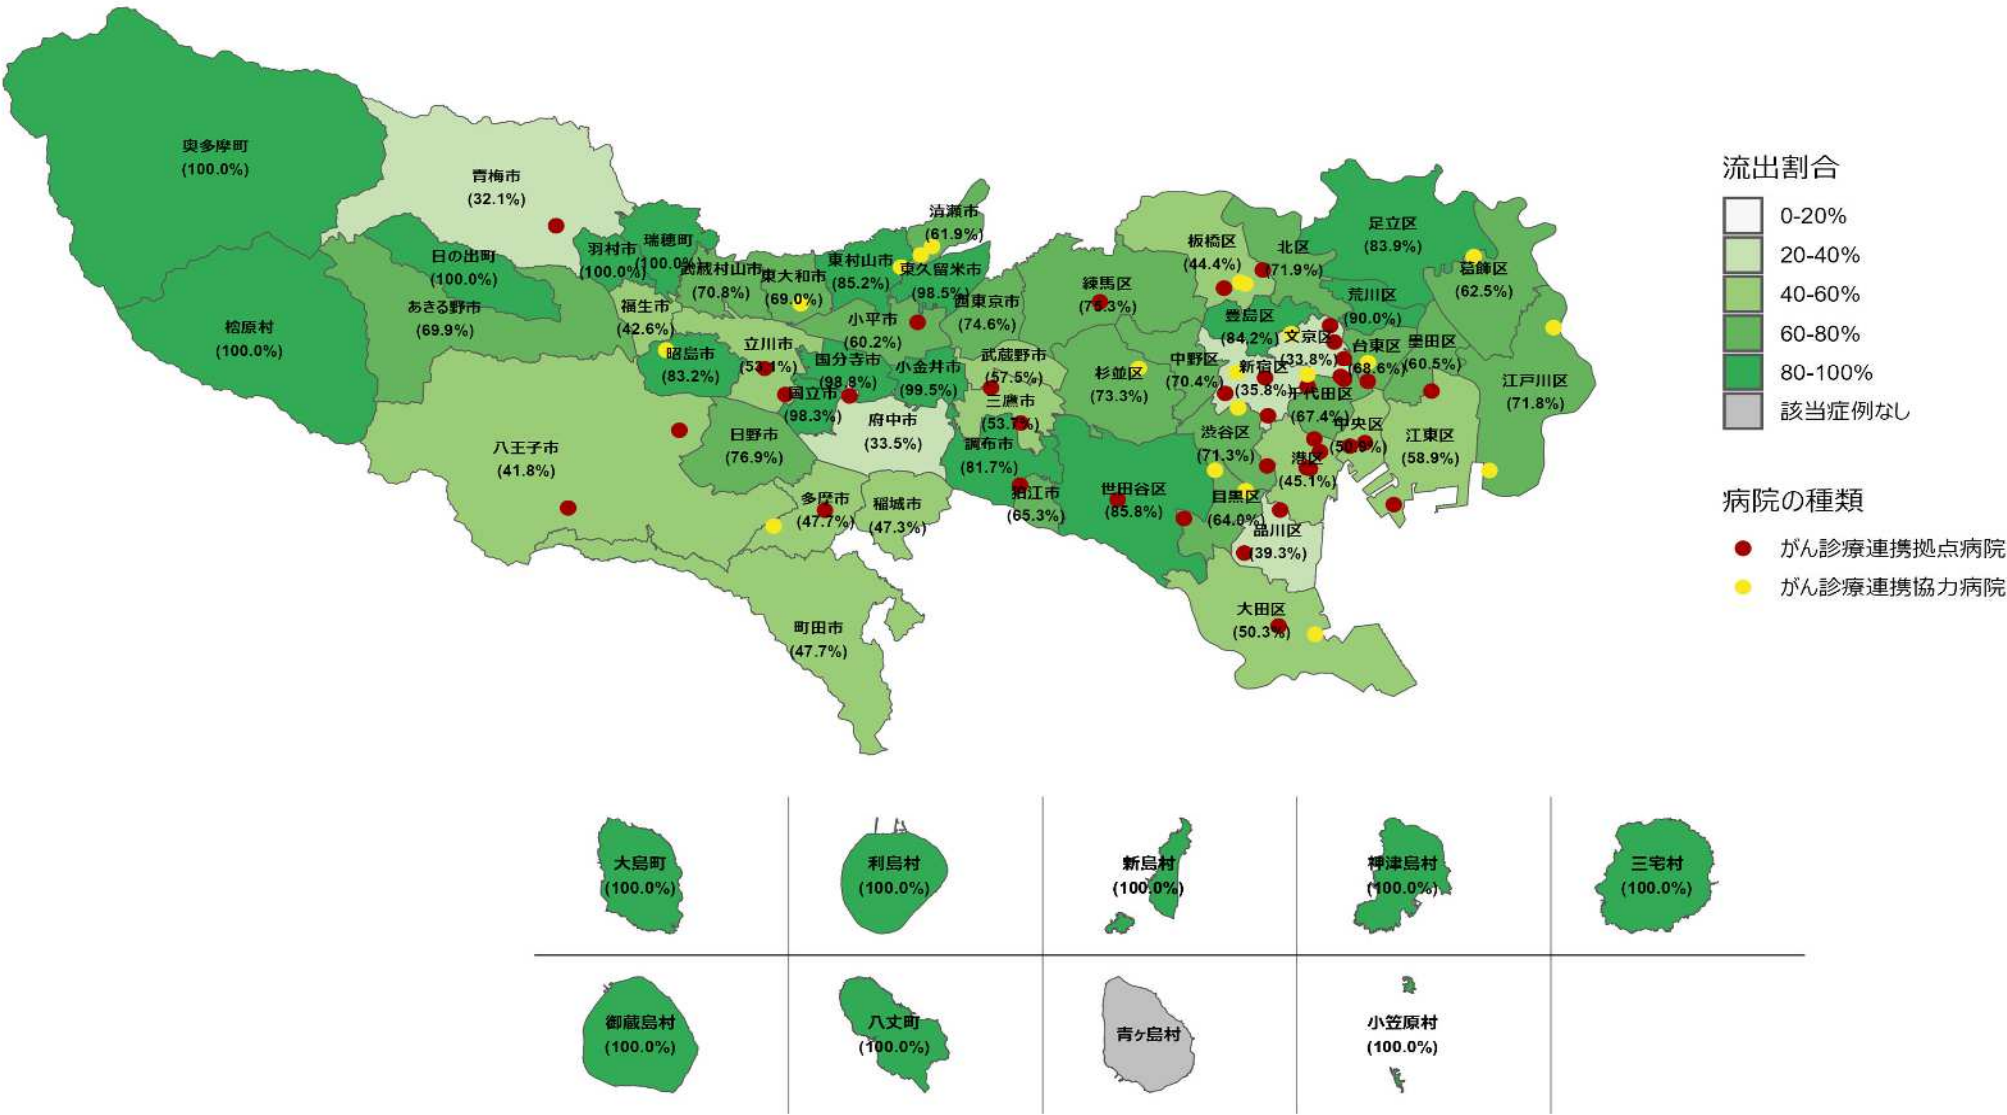 奥多摩町
(100.0%)
青梅市
(32.1%)
日の出町
(100.0%)
羽村市
(100.0%)
瑞穂町
(100.0%)
檜原村
(100.0%)
あきる野市
(69.9%)
福生市
(42.6%)
武蔵村山市
(70.8%)
東大和市
(69.0%)
東村山市
(85.2%)
清瀬市
(61.9%)
東久留米市
(98.5%)
昭島市
(83.2%)
立川市
(53.1%)
小平市
(60.2%)
西東京市
(74.6%)
国分寺市
(98.8%)
小金井市
(99.5%)
武蔵野市
(57.5%)
国立市
(98.3%)
三鷹市
(53.7%)
八王子市
(41.8%)
日野市
(76.9%)
府中市
(33.5%)
調布市
(81.7%)
狛江市
(65.3%)
多摩市
(47.7%)
稲城市
(47.3%)
町田市
(47.7%)
板橋区
(44.4%)
北区
(71.9%)
足立区
(83.9%)
葛飾区
(62.5%)
練馬区
(75.3%)
豊島区
(84.2%)
荒川区
(90.0%)
文京区
(33.8%)
台東区
(68.6%)
墨田区
(60.5%)
杉並区
(73.3%)
中野区
(70.4%)
新宿区
(35.8%)
千代田区
(67.4%)
江戸川区
(71.8%)
渋谷区
(71.3%)
中央区
(50.9%)
江東区
(58.9%)
港区
(45.1%)
世田谷区
(85.8%)
目黒区
(64.0%)
品川区
(39.3%)
大田区
(50.3%)
流出割合
0-20%
20-40%
40-60%
60-80%
80-100%
該当症例なし
病院の種類
がん診療連携拠点病院
がん診療連携協力病院
大島町
(100.0%)
利島村
(100.0%)
新島村
(100.0%)
神津島村
(100.0%)
三宅村
(100.0%)
御蔵島村
(100.0%)
八丈町
(100.0%)
青ヶ島村
小笠原村
(100.0%)